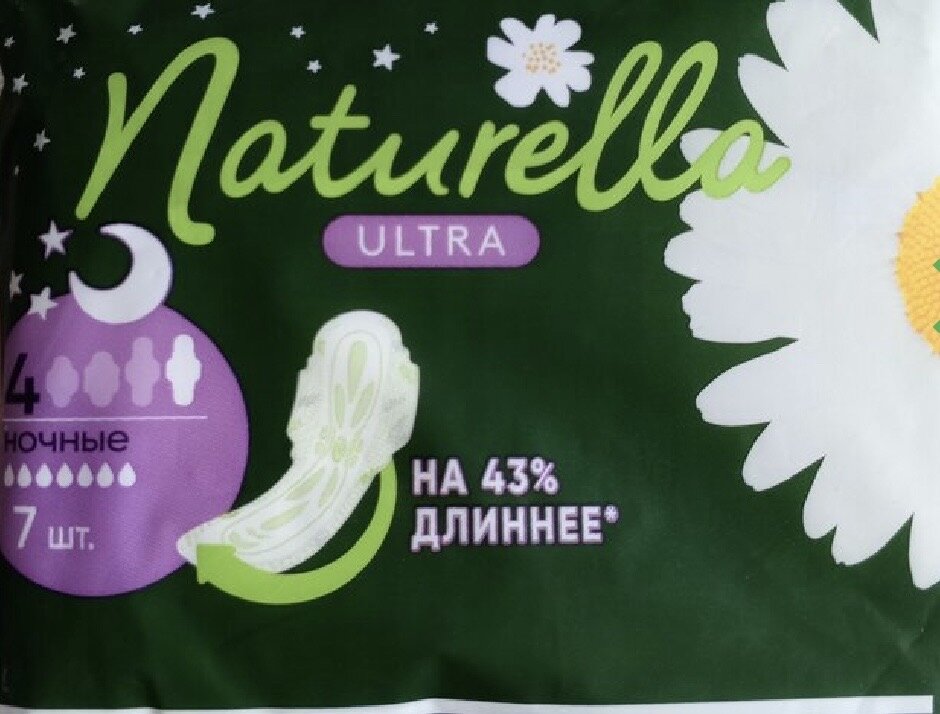 Naturella
ULTRA
4
ночные
7 шт.
НА 43%
ДЛИННЕЕ*